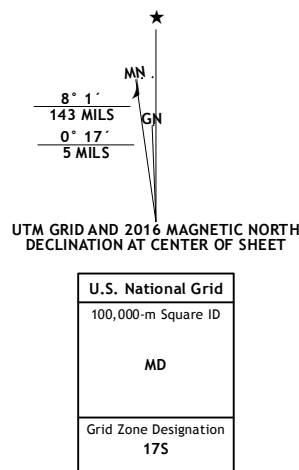 ★
MN
GN
8° 1´
143 MILS
0° 17´
5 MILS
UTM GRID AND 2016 MAGNETIC NORTH
DECLINATION AT CENTER OF SHEET
U.S. National Grid
100,000-m Square ID
MD
Grid Zone Designation
17S